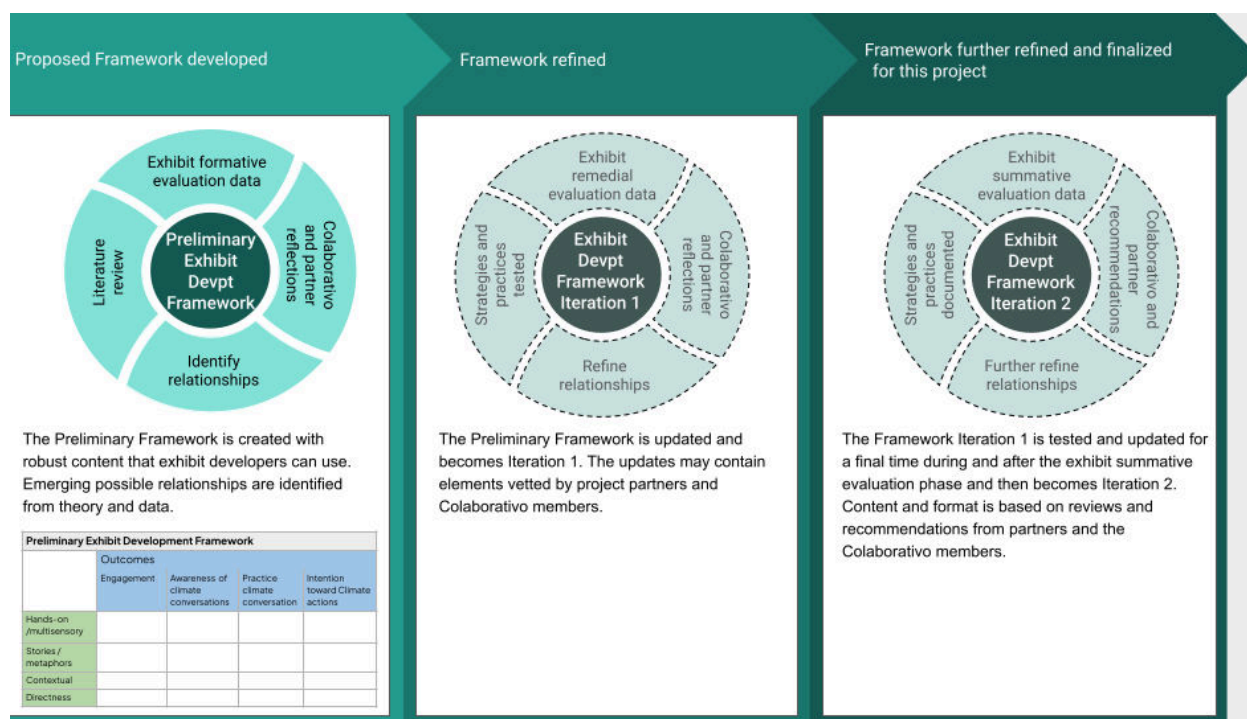 Proposed Framework developed
Exhibit formative
evaluation data
Colaborativo
and partner
reflections
Identify
relationships
Literature
review
Preliminary
Exhibit
Devpt
Framework
The Preliminary Framework is created with
robust content that exhibit developers can use.
Emerging possible relationships are identified
from theory and data.
Preliminary Exhibit Development Framework
Outcomes
Engagement
Awareness of
climate
conversations
Practice
climate
conversation
Intention
toward Climate
actions
Hands-on
/multisensory
Stories /
metaphors
Contextual
Directness
Framework refined
Exhibit
remedial
evaluation data
Colaborativo
and partner
reflections
Refine
relationships
Strategies and
practices
tested
Exhibit
Devpt
Framework
Iteration 1
The Preliminary Framework is updated and
becomes Iteration 1. The updates may contain
elements vetted by project partners and
Colaborativo members.
Framework further refined and finalized
for this project
Exhibit
summative
evaluation data
Colaborativo and
partner
recommendations
Further refine
relationships
Strategies and
practices
documented
Exhibit
Devpt
Framework
Iteration 2
The Framework Iteration 1 is tested and updated for
a final time during and after the exhibit summative
evaluation phase and then becomes Iteration 2.
Content and format is based on reviews and
recommendations from partners and the
Colaborativo members.